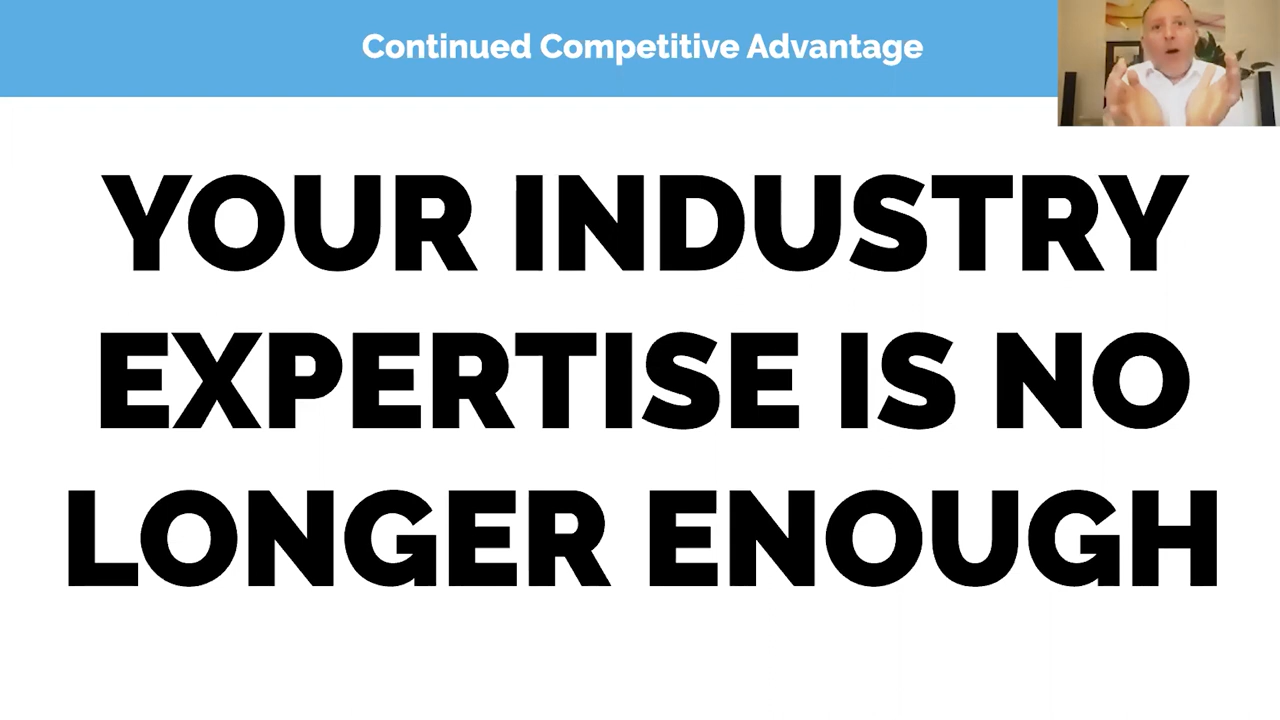 Continued Competitive Advantage
YOUR INDUSTRY
EXPERTISE IS NO
LONGER ENOUGH